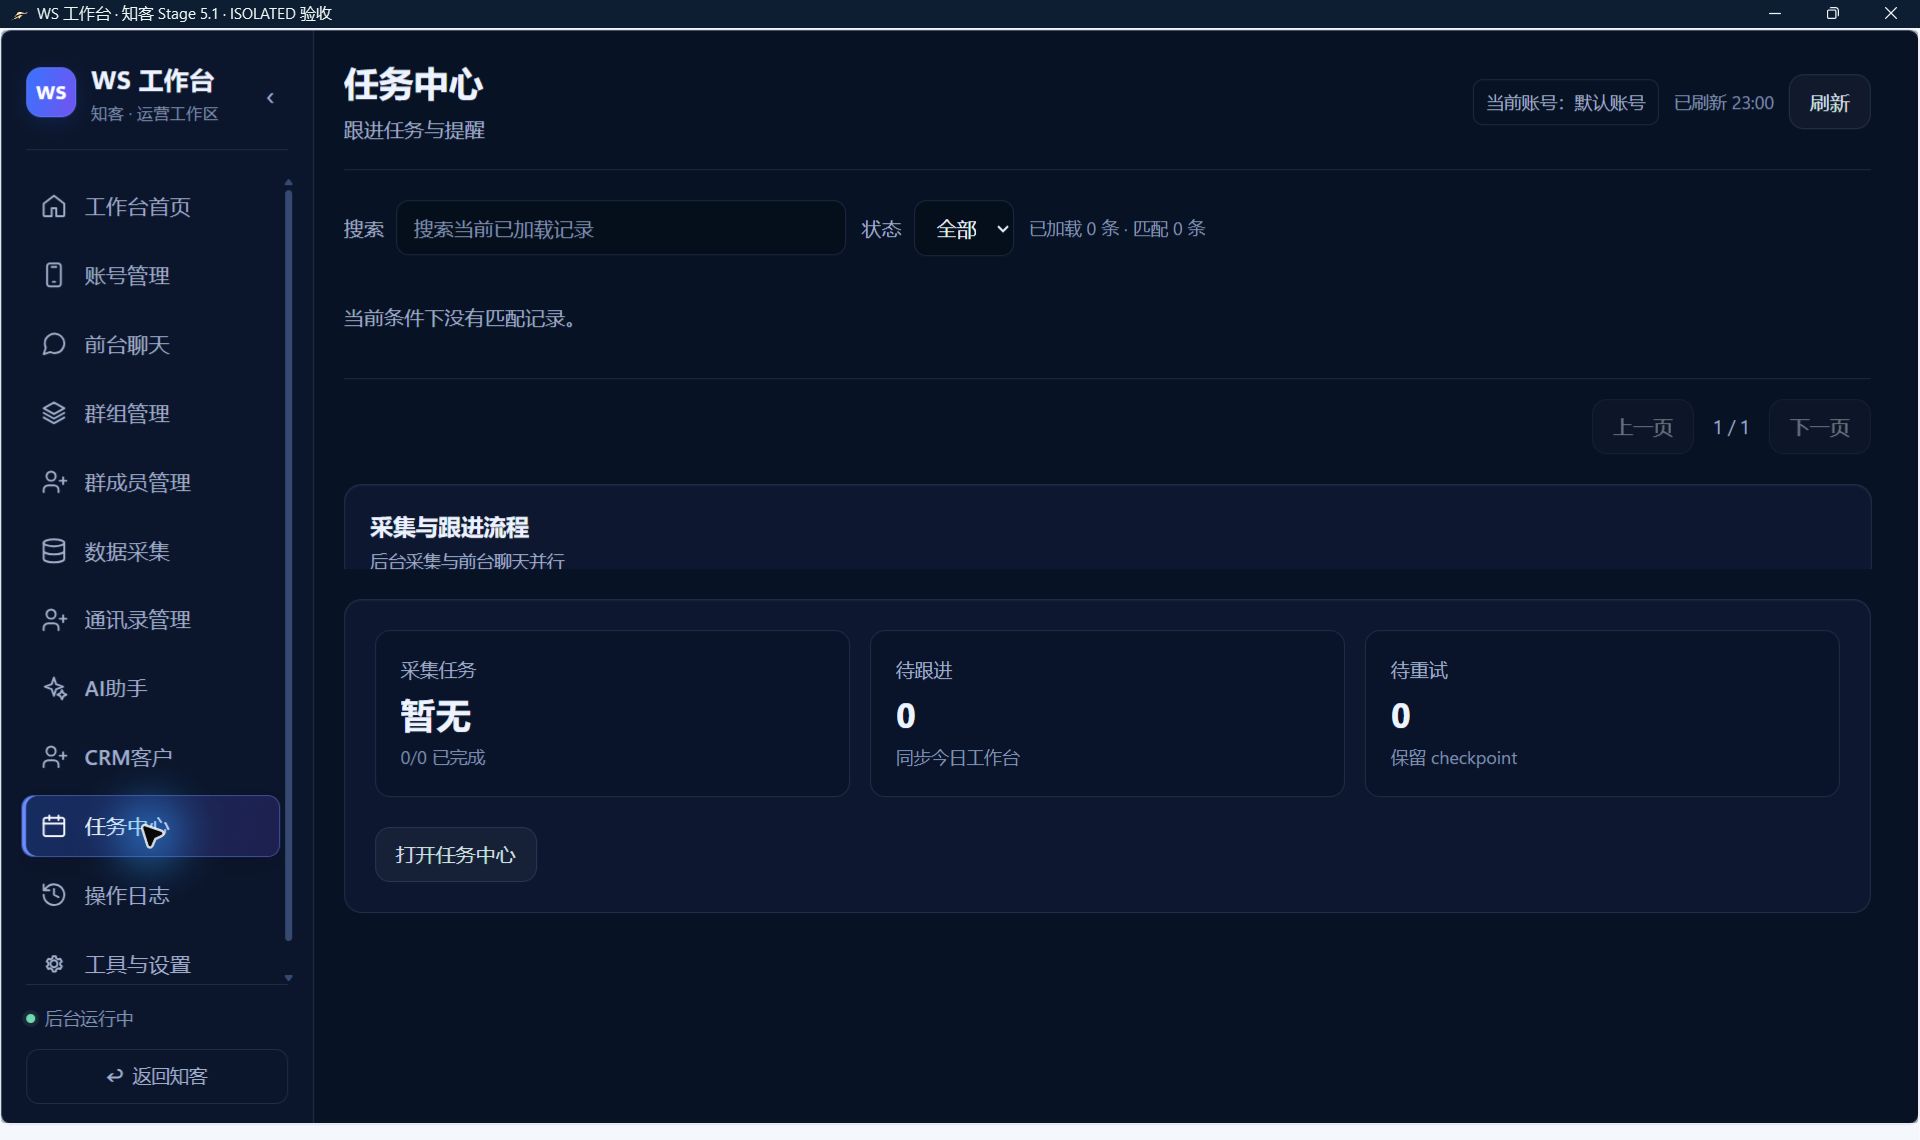 WS 工作台 · 知客 Stage 5.1 · ISOLATED 验收
WS
WS 工作台
知客 · 运营工作区
工作台首页
账号管理
前台聊天
群组管理
群成员管理
数据采集
通讯录管理
AI助手
CRM客户
任务中心
操作日志
工具与设置
后台运行中
返回知客
任务中心
跟进任务与提醒
当前账号：默认账号
已刷新 23:00
刷新
搜索
搜索当前已加载记录
状态
全部
已加载 0 条 · 匹配 0 条
当前条件下没有匹配记录。
上一页
1 / 1
下一页
采集与跟进流程
后台采集与前台聊天并行
采集任务
暂无
0/0 已完成
待跟进
0
同步今日工作台
待重试
0
保留 checkpoint
打开任务中心